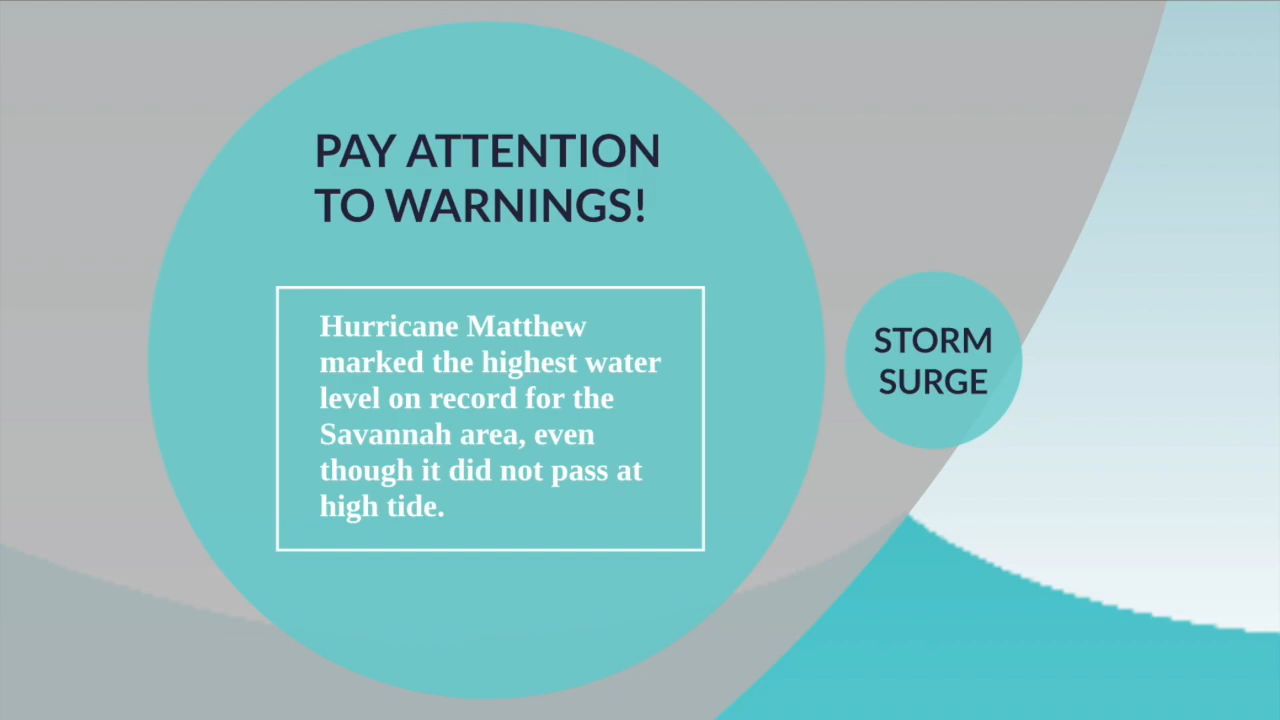 PAY ATTENTION
TO WARNINGS!
Hurricane Matthew
marked the highest water
level on record for the
Savannah area, even
though it did not pass at
high tide.
STORM
SURGE